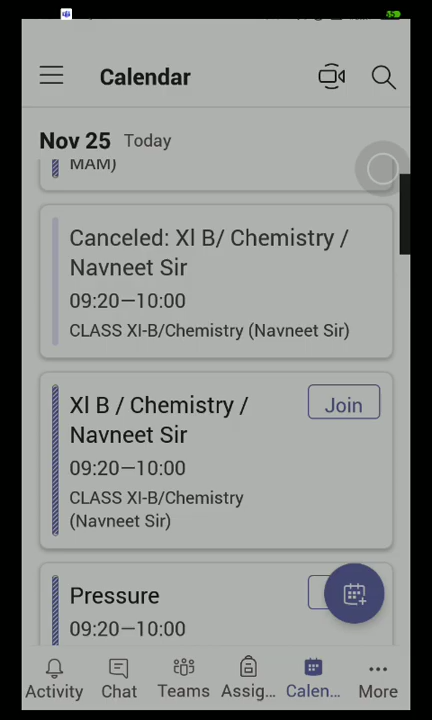 Calendar
Nov 25 Today
MAM)
Canceled: Xl B/ Chemistry /
Navneet Sir
09:20—10:00
CLASS XI-B/Chemistry (Navneet Sir)
Xl B / Chemistry /
Navneet Sir
Join
09:20—10:00
CLASS XI-B/Chemistry
(Navneet Sir)
Pressure
09:20—10:00
Activity Chat Teams Assig... Calen... More